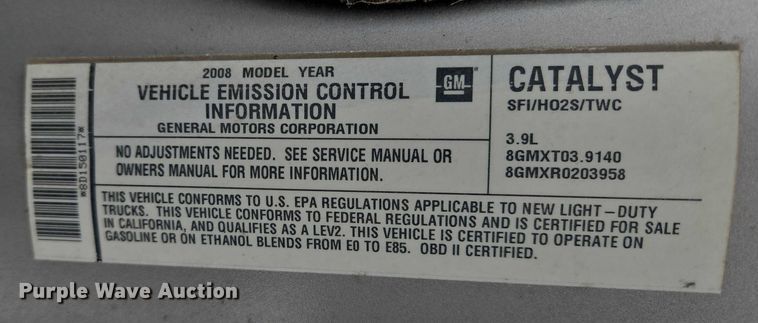 *8D150117*
2008 MODEL YEAR
VEHICLE EMISSION CONTROL
INFORMATION
GENERAL MOTORS CORPORATION
GM
NO ADJUSTMENTS NEEDED. SEE SERVICE MANUAL OR
OWNERS MANUAL FOR MORE INFORMATION.
CATALYST
SFI/HO2S/TWC
3.9L
8GMXT03.9140
8GMXR0203958
THIS VEHICLE CONFORMS TO U.S. EPA REGULATIONS APPLICABLE TO NEW LIGHT-DUTY
TRUCKS. THIS VEHICLE CONFORMS TO FEDERAL REGULATIONS AND IS CERTIFIED FOR SALE
IN CALIFORNIA, AND QUALIFIES AS A LEV2. THIS VEHICLE IS CERTIFIED TO OPERATE ON
GASOLINE OR ON ETHANOL BLENDS FROM E0 TO E85. OBD II CERTIFIED.
Purple Wave Auction